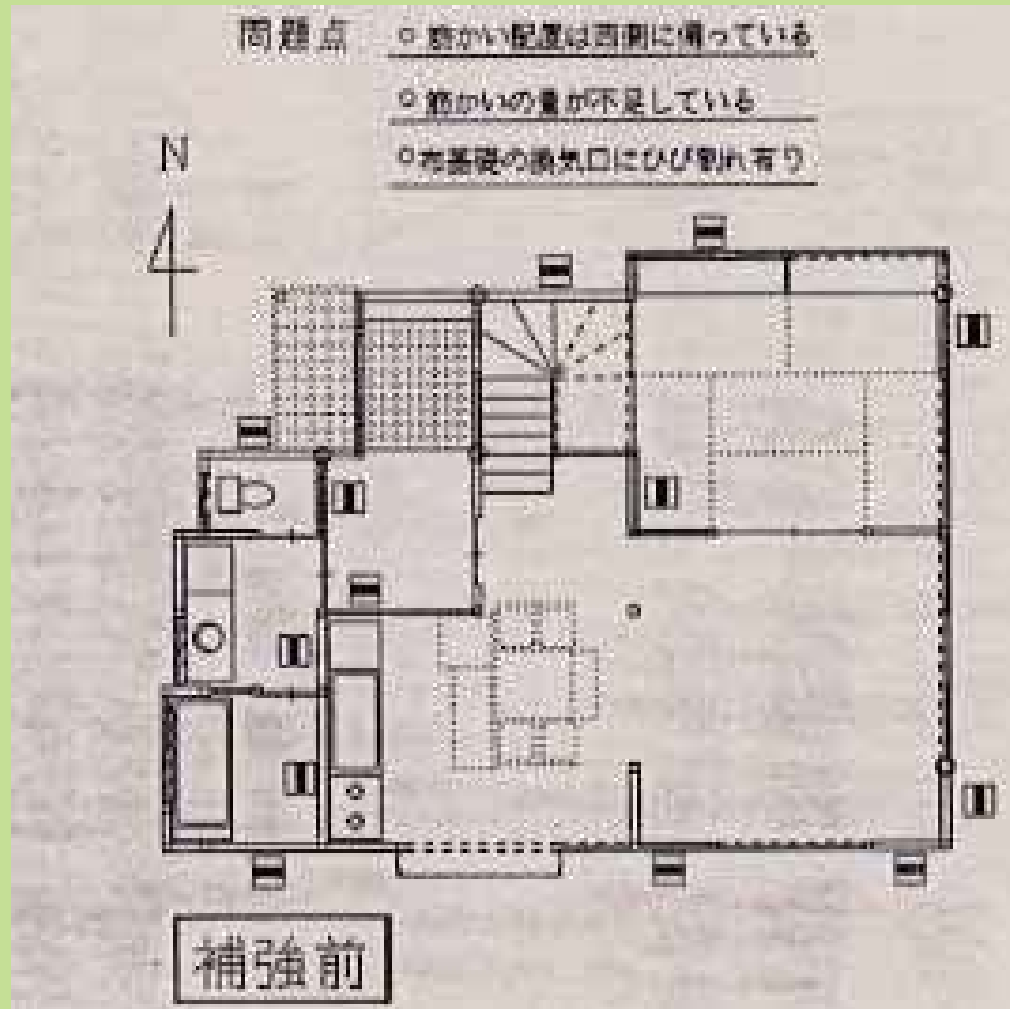 問題点
○ 筋かい配置は西側に偏っている
○ 筋かいの量が不足している
○ 布基礎の換気口にひび割れ有り
N
補強前